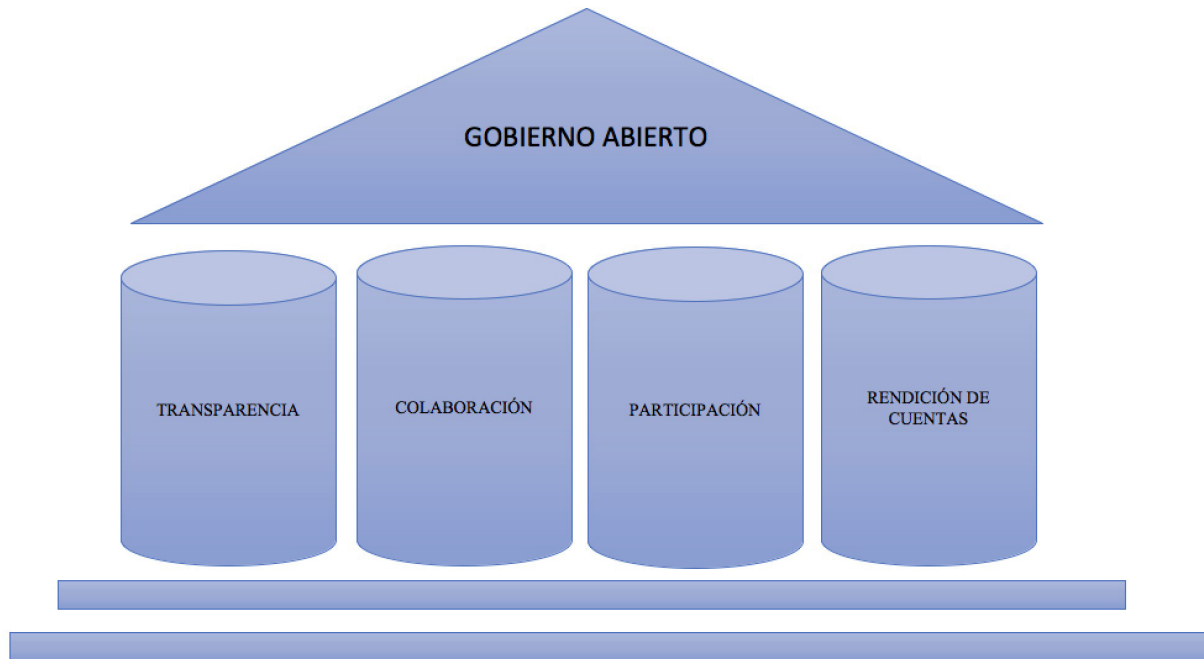 GOBIERNO ABIERTO
TRANSPARENCIA
COLABORACIÓN
PARTICIPACIÓN
RENDICIÓN DE
CUENTAS